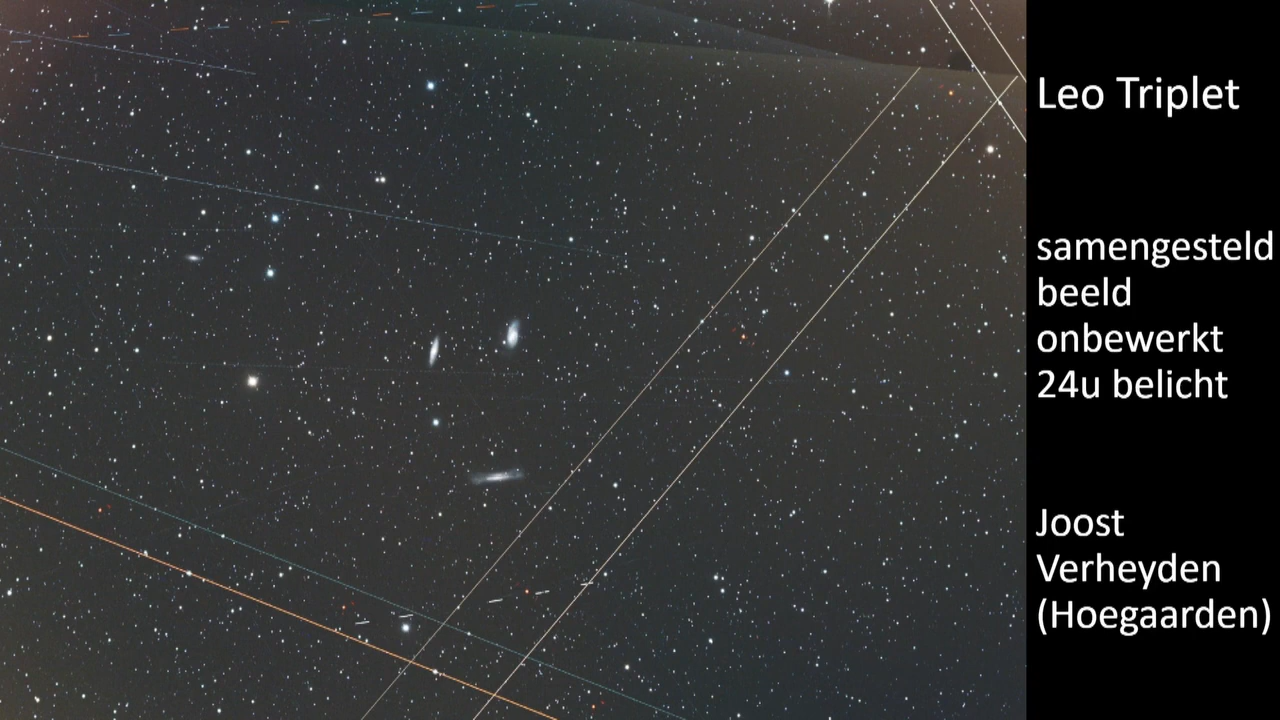 Leo Triplet
samengesteld
beeld
onbewerkt
24u belicht
Joost
Verheyden
(Hoegaarden)